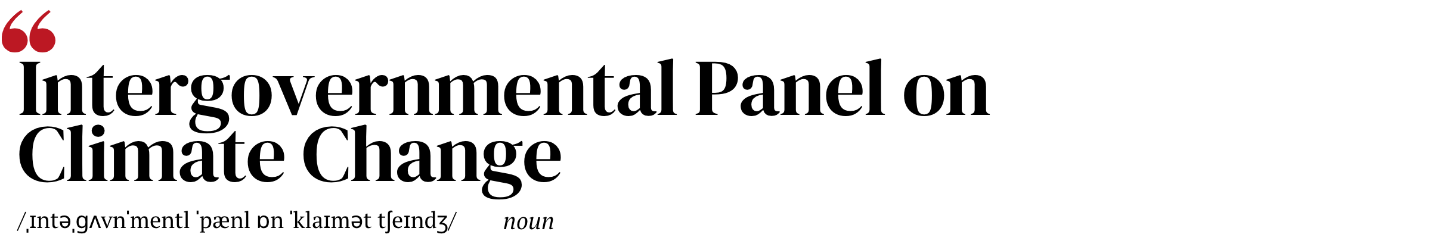 “
Intergovernmental Panel on
Climate Change
/ˌɪntəˌɡʌvnˈmentl ˈpænl ɒn ˈklaɪmət tʃeɪndʒ/ noun